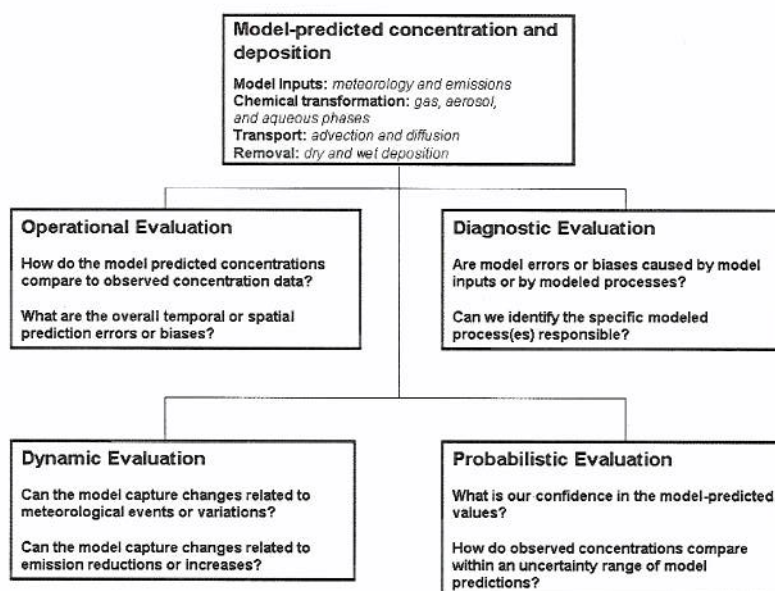 Model-predicted concentration and
deposition
Model Inputs: meteorology and emissions
Chemical transformation: gas, aerosol,
and aqueous phases
Transport: advection and diffusion
Removal: dry and wet deposition
Operational Evaluation
How do the model predicted concentrations
compare to observed concentration data?
What are the overall temporal or spatial
prediction errors or biases?
Diagnostic Evaluation
Are model errors or biases caused by model
inputs or by modeled processes?
Can we identify the specific modeled
process(es) responsible?
Dynamic Evaluation
Can the model capture changes related to
meteorological events or variations?
Can the model capture changes related to
emission reductions or increases?
Probabilistic Evaluation
What is our confidence in the model-predicted
values?
How do observed concentrations compare
within an uncertainty range of model
predictions?